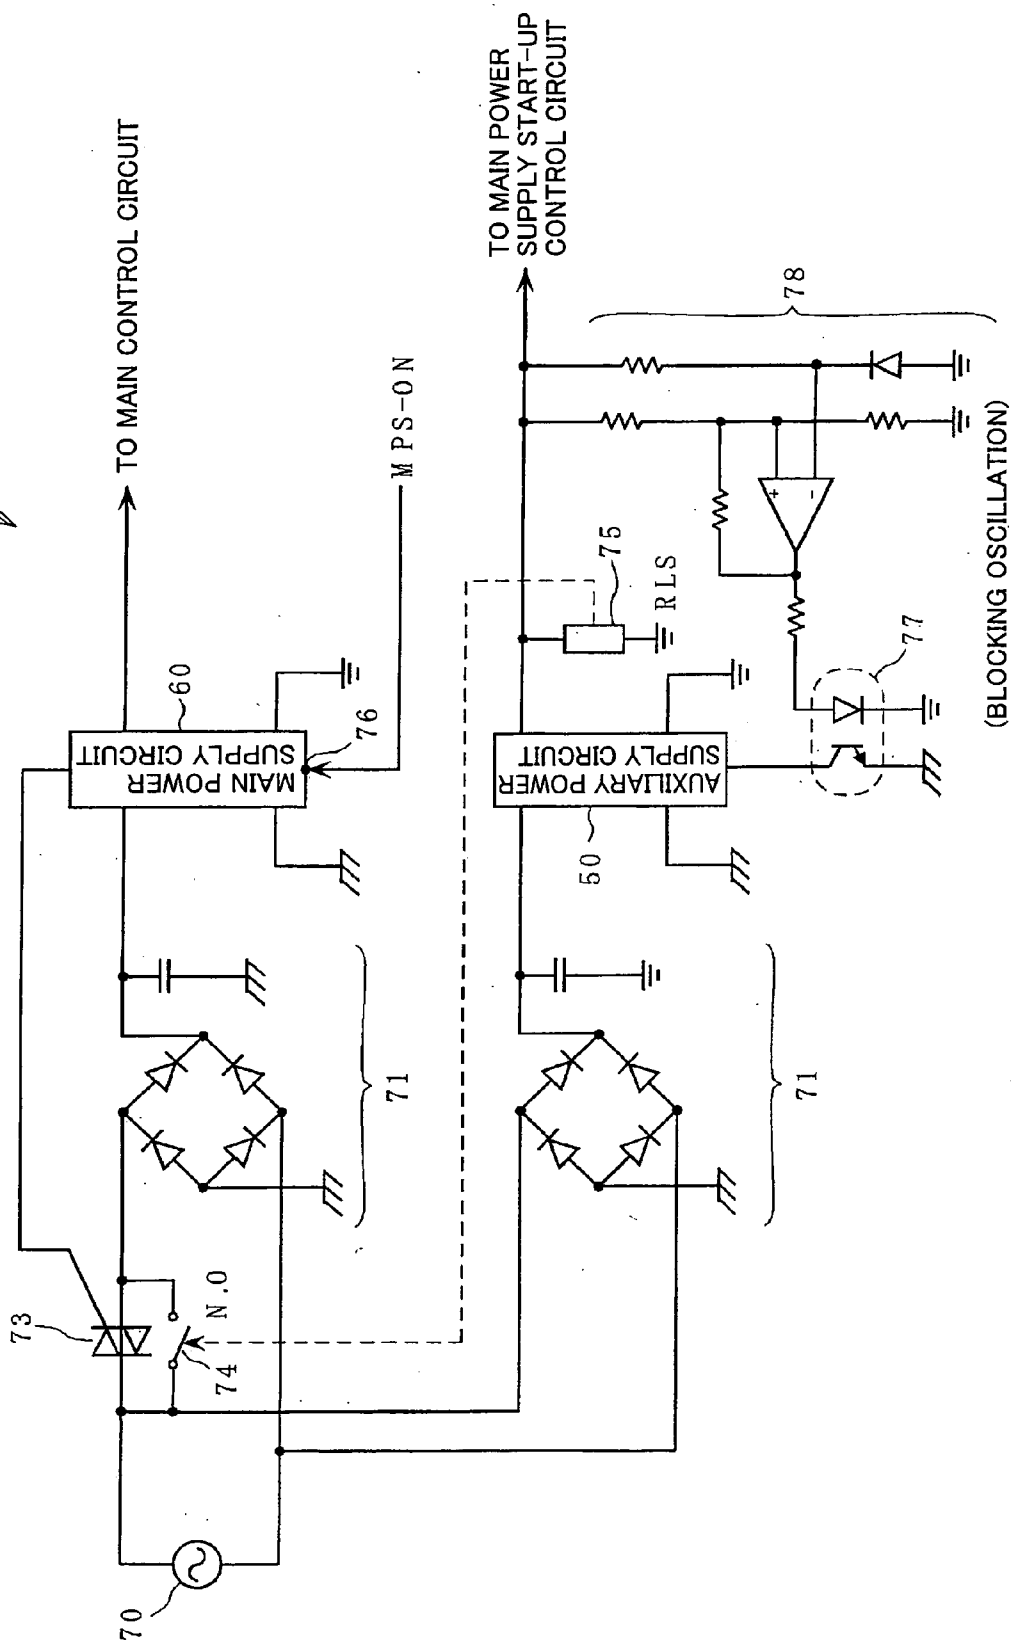 TO MAIN CONTROL CIRCUIT
TO MAIN POWER
SUPPLY START-UP
CONTROL CIRCUIT
MPS-ON
78
60
MAIN POWER
SUPPLY CIRCUIT
76
75
RLS
77
(BLOCKING OSCILLATION)
AUXILIARY POWER
SUPPLY CIRCUIT
50
71
71
73
N.O
74
70
+
-